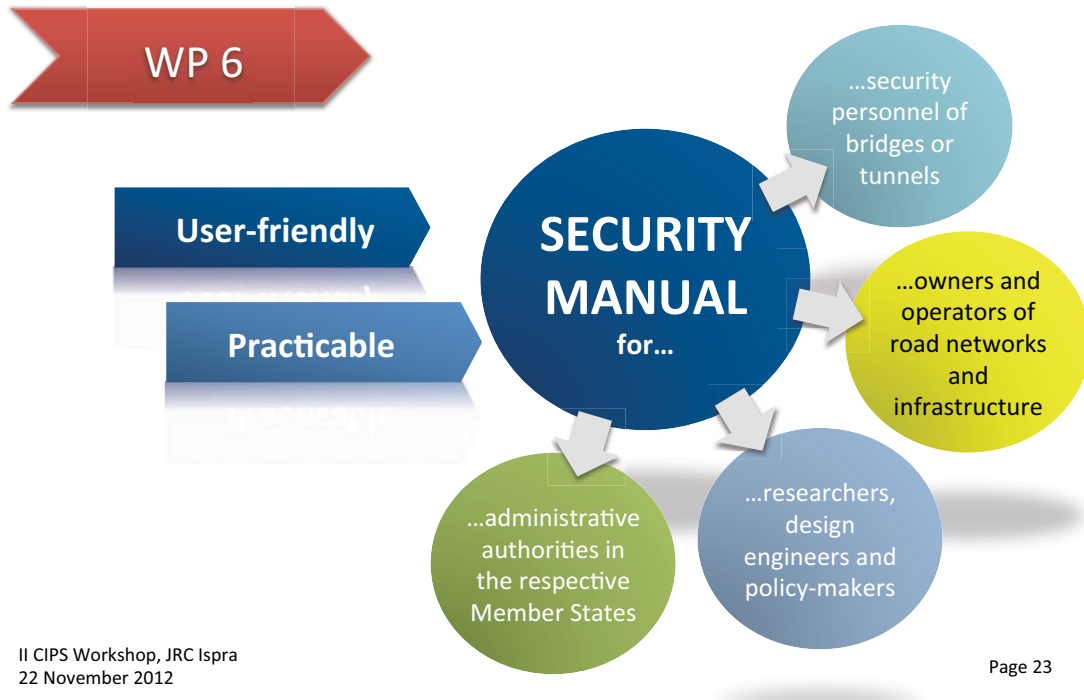 WP 6
User-friendly
Practicable
SECURITY
MANUAL
for...
...security
personnel of
bridges or
tunnels
...owners and
operators of
road networks
and
infrastructure
...researchers,
design
engineers and
policy-makers
...administrative
authorities in
the respective
Member States
II CIPS Workshop, JRC Ispra
22 November 2012
Page 23